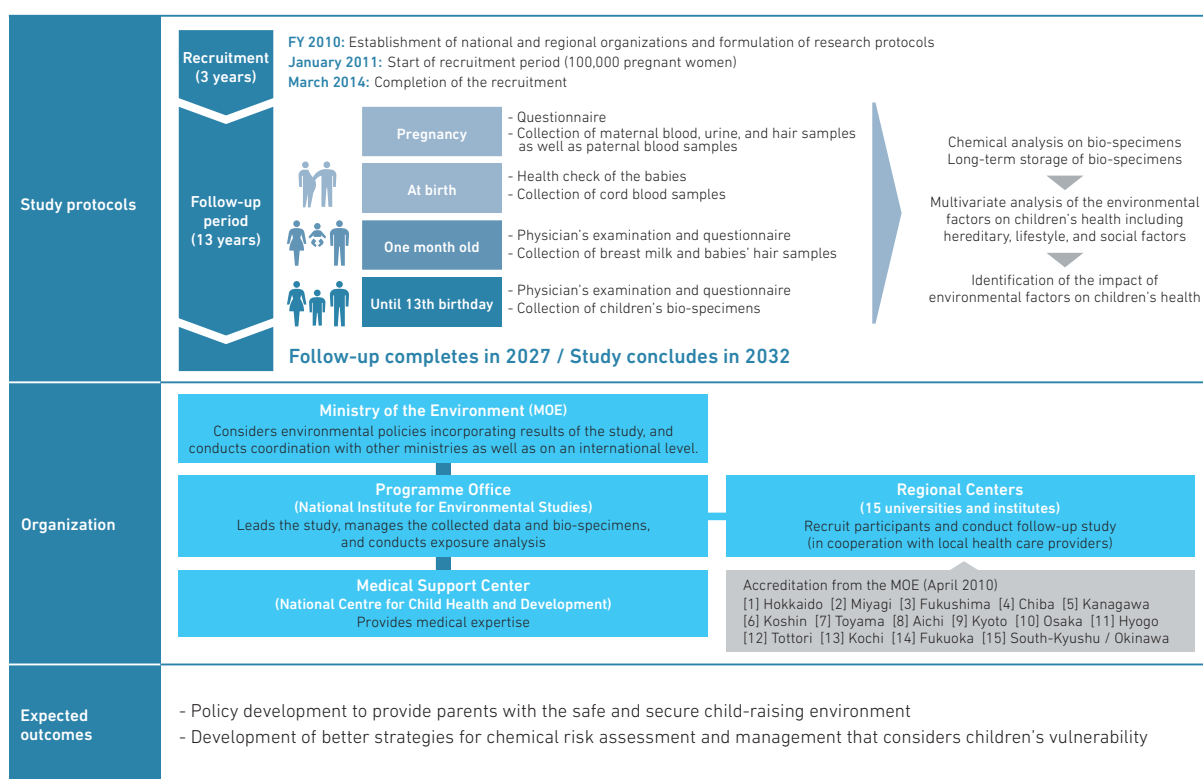 Study protocols
Recruitment
(3 years)
FY 2010: Establishment of national and regional organizations and formulation of research protocols
January 2011: Start of recruitment period (100,000 pregnant women)
March 2014: Completion of the recruitment
Follow-up
period
(13 years)
Pregnancy
- Questionnaire
- Collection of maternal blood, urine, and hair samples
as well as paternal blood samples
At birth
- Health check of the babies
- Collection of cord blood samples
One month old
- Physician's examination and questionnaire
- Collection of breast milk and babies' hair samples
Until 13th birthday
- Physician's examination and questionnaire
- Collection of children's bio-specimens
Chemical analysis on bio-specimens
Long-term storage of bio-specimens
Multivariate analysis of the environmental
factors on children's health including
hereditary, lifestyle, and social factors
Identification of the impact of
environmental factors on children's health
Follow-up completes in 2027 / Study concludes in 2032
Organization
Ministry of the Environment (MOE)
Considers environmental policies incorporating results of the study, and
conducts coordination with other ministries as well as on an international level.
Programme Office
(National Institute for Environmental Studies)
Leads the study, manages the collected data and bio-specimens,
and conducts exposure analysis
Medical Support Center
(National Centre for Child Health and Development)
Provides medical expertise
Regional Centers
(15 universities and institutes)
Recruit participants and conduct follow-up study
(in cooperation with local health care providers)
Accreditation from the MOE (April 2010)
[1] Hokkaido [2] Miyagi [3] Fukushima [4] Chiba [5] Kanagawa
[6] Koshin [7] Toyama [8] Aichi [9] Kyoto [10] Osaka [11] Hyogo
[12] Tottori [13] Kochi [14] Fukuoka [15] South-Kyushu / Okinawa
Expected
outcomes
- Policy development to provide parents with the safe and secure child-raising environment
- Development of better strategies for chemical risk assessment and management that considers children's vulnerability